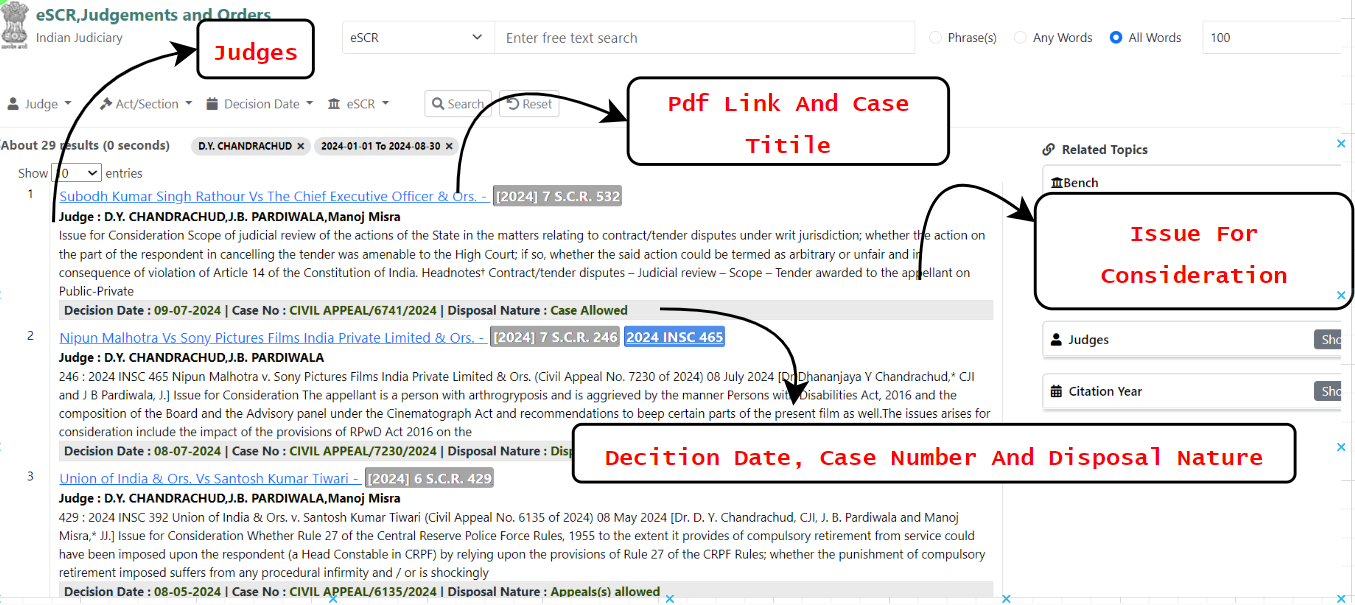 eSCR,Judgements and Orders
Indian Judiciary
Judges
eSCR
Enter free text search
Phrase(s)
Any Words
All Words
100
Judge
Act/Section
Decision Date
eSCR
Search
Reset
Pdf Link And Case
Titile
About 29 results (0 seconds)
D.Y. CHANDRACHUD ×
2024-01-01 To 2024-08-30 ×
Show 0 entries
Related Topics
Bench
1
Subodh Kumar Singh Rathour Vs The Chief Executive Officer & Ors. - [2024] 7 S.C.R. 532
Judge : D.Y. CHANDRACHUD,J.B. PARDIWALA,Manoj Misra
Issue for Consideration Scope of judicial review of the actions of the State in the matters relating to contract/tender disputes under writ jurisdiction; whether the action on
the part of the respondent in cancelling the tender was amenable to the High Court; if so, whether the said action could be termed as arbitrary or unfair and in
consequence of violation of Article 14 of the Constitution of India. Headnotes† Contract/tender disputes – Judicial review – Scope – Tender awarded to the appellant on
Public-Private
Decision Date : 09-07-2024 | Case No : CIVIL APPEAL/6741/2024 | Disposal Nature : Case Allowed
Issue For
Consideration
2
Nipun Malhotra Vs Sony Pictures Films India Private Limited & Ors. - [2024] 7 S.C.R. 246 2024 INSC 465
Judge : D.Y. CHANDRACHUD,J.B. PARDIWALA
246 : 2024 INSC 465 Nipun Malhotra v. Sony Pictures Films India Private Limited & Ors. (Civil Appeal No. 7230 of 2024) 08 July 2024 [Dr Dhananjaya Y Chandrachud,* CJI
and J B Pardiwala, J.] Issue for Consideration The appellant is a person with arthrogryposis and is aggrieved by the manner Persons with Disabilities Act, 2016 and the
composition of the Board and the Advisory panel under the Cinematograph Act and recommendations to beep certain parts of the present film as well.The issues arises for
consideration include the impact of the provisions of RPwD Act 2016 on the
Decision Date : 08-07-2024 | Case No : CIVIL APPEAL/7230/2024 | Disposal Nature : Disp
Judges
Sho
Citation Year
Sho
Decition Date, Case Number And Disposal Nature
3
Union of India & Ors. Vs Santosh Kumar Tiwari - [2024] 6 S.C.R. 429
Judge : D.Y. CHANDRACHUD,J.B. PARDIWALA,Manoj Misra
429 : 2024 INSC 392 Union of India & Ors. v. Santosh Kumar Tiwari (Civil Appeal No. 6135 of 2024) 08 May 2024 [Dr. D. Y. Chandrachud, CJI, J. B. Pardiwala and Manoj
Misra,* JJ.] Issue for Consideration Whether Rule 27 of the Central Reserve Police Force Rules, 1955 to the extent it provides of compulsory retirement from service could
have been imposed upon the respondent (a Head Constable in CRPF) by relying upon the provisions of Rule 27 of the CRPF Rules; whether the punishment of compulsory
retirement imposed suffers from any procedural infirmity and / or is shockingly
Decision Date : 08-05-2024 | Case No : CIVIL APPEAL/6135/2024 | Disposal Nature : Appeals(s) allowed